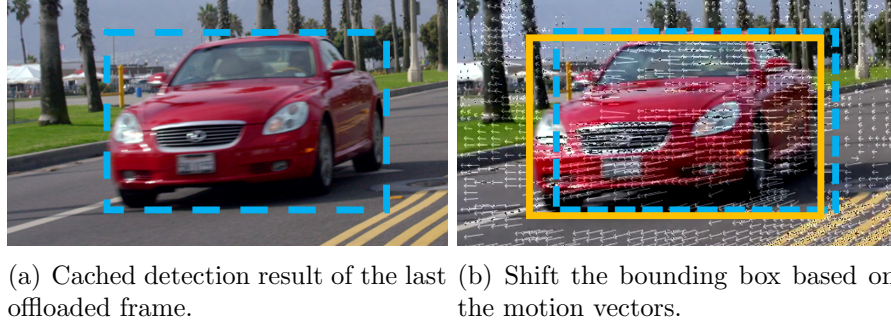 (a) Cached detection result of the last
offloaded frame.
(b) Shift the bounding box based on
the motion vectors.